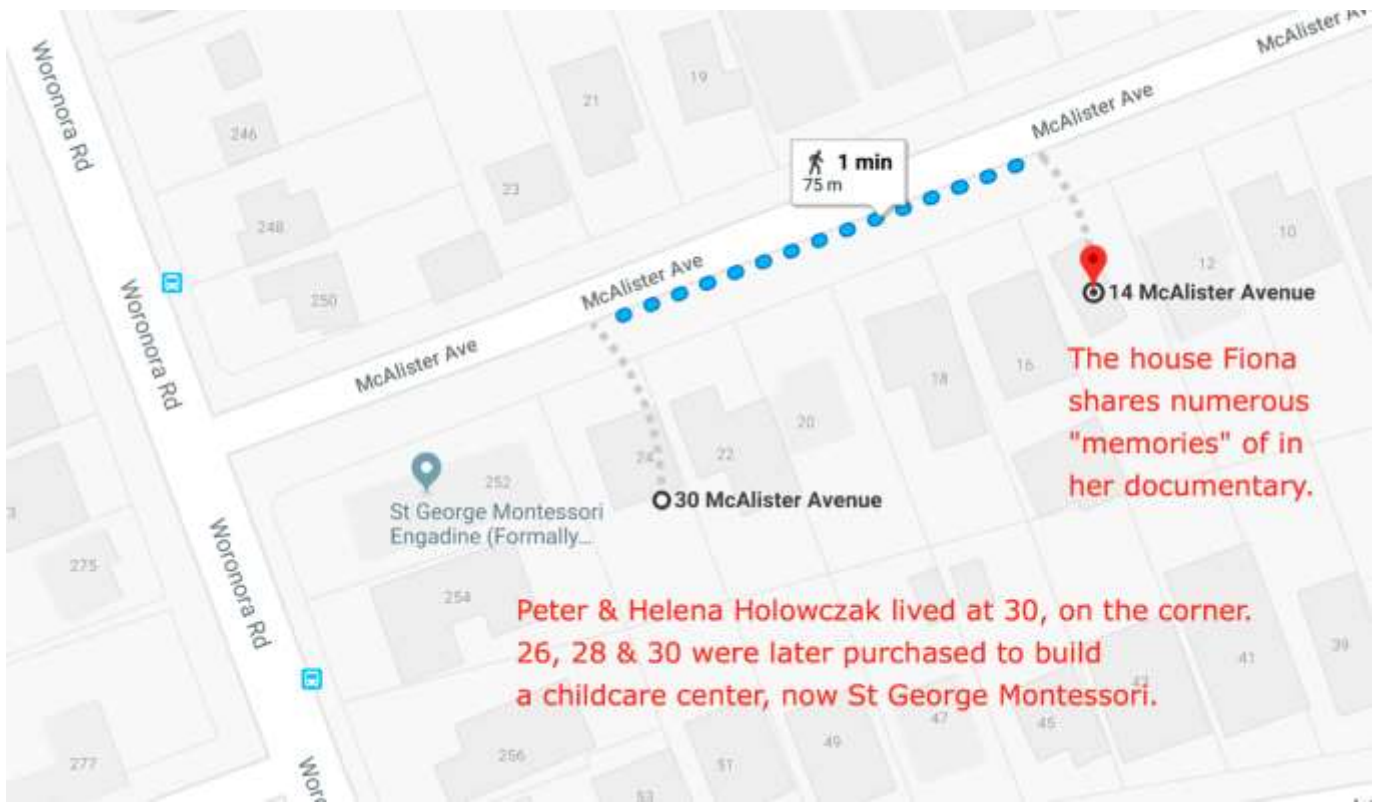 McAlister Av
Woronora Rd
19
McAlister Ave
21
246
1 min
75 m
23
10
248
12
McAlister Ave
14 McAlister Avenue
250
Woronora Rd
McAlister Ave
The house Fiona
shares numerous
"memories" of in
her documentary.
16
18
20
24
22
252
30 McAlister Avenue
St George Montessori
Engadine (Formally...
275
Woronora Rd
254
Peter & Helena Holowczak lived at 30, on the corner.
26, 28 & 30 were later purchased to build
a childcare center, now St George Montessori.
39
41
43
45
47
49
51
53
256
277
Woro